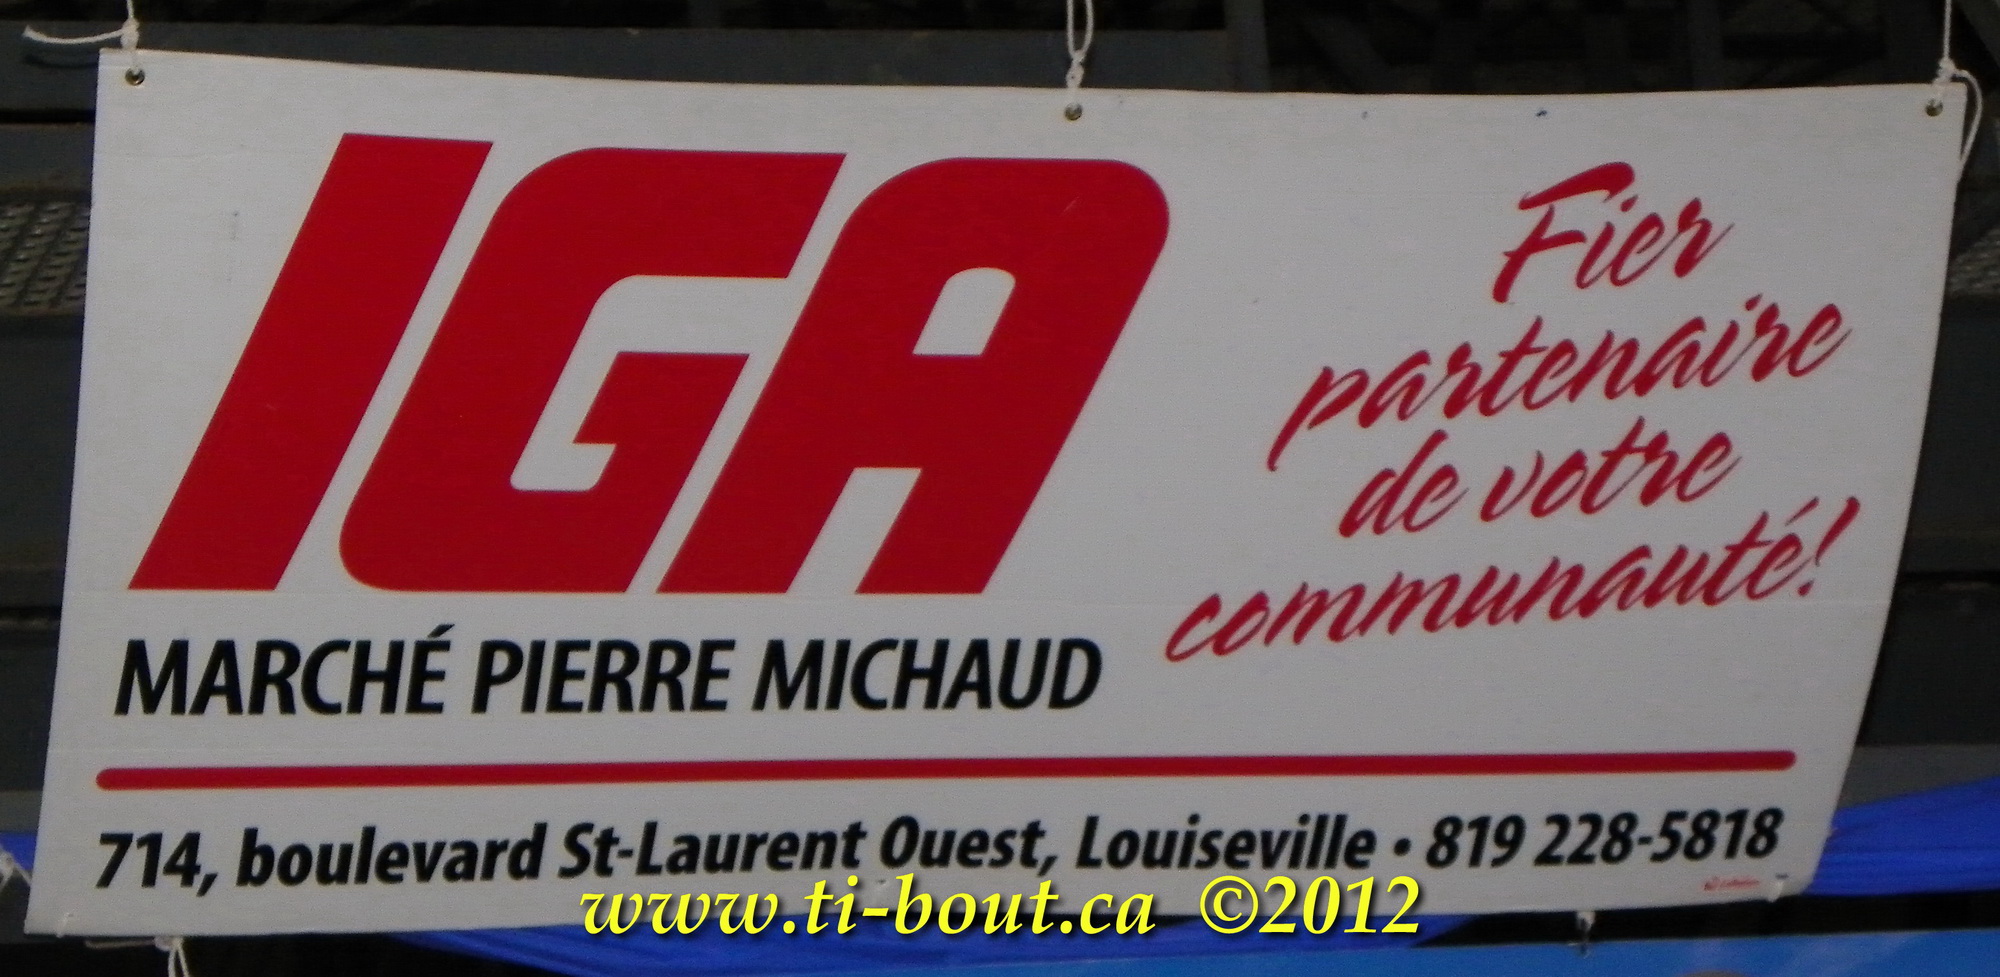 IGA
MARCHÉ PIERRE MICHAUD
Fier
partenaire
de votre
communauté!
714, boulevard St-Laurent Ouest, Louiseville • 819 228-5818
www.ti-bout.ca ©2012